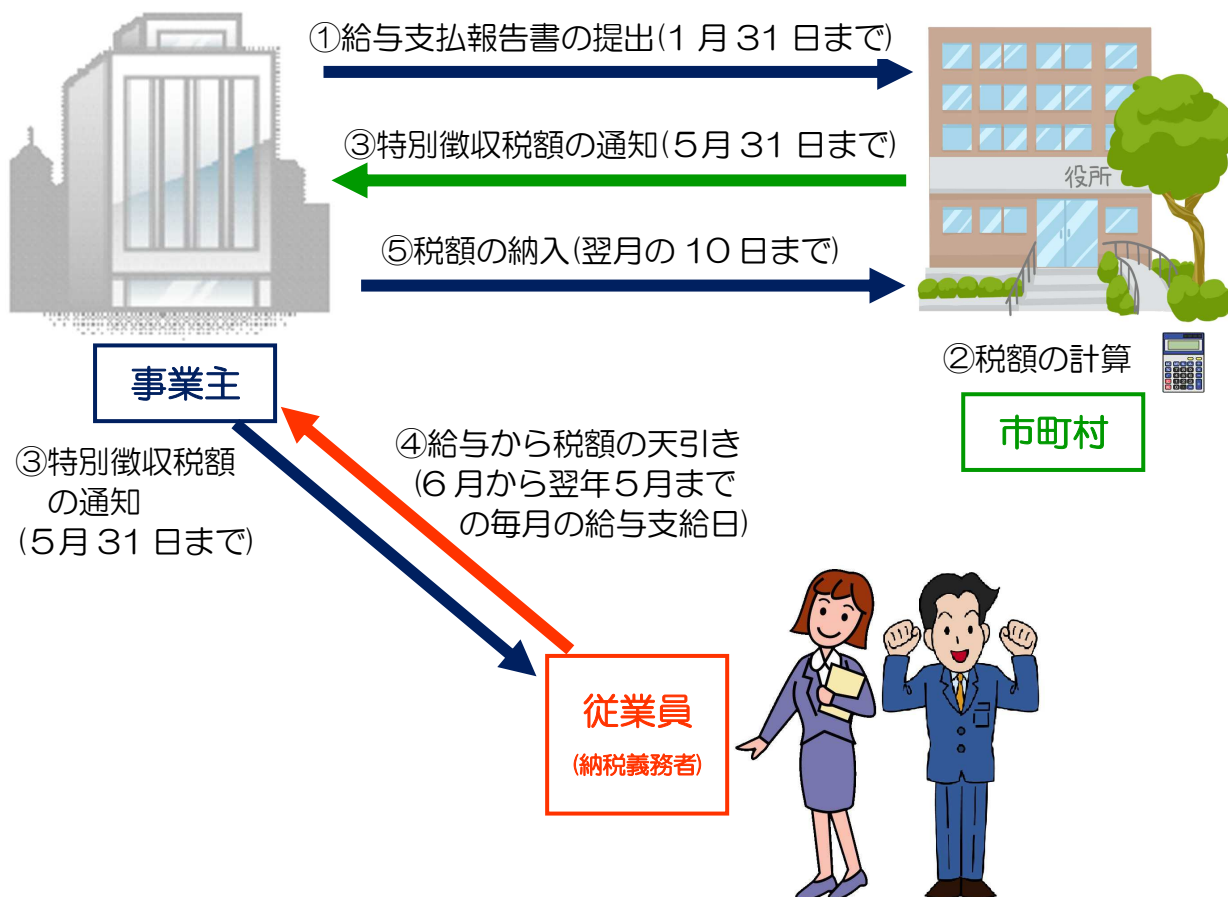 ①給与支払報告書の提出(1月31日まで)
③特別徴収税額の通知(5月31日まで)
役所
⑤税額の納入(翌月の10日まで)
②税額の計算
事業主
市町村
③特別徴収税額
の通知
(5月31日まで)
④給与から税額の天引き
(6月から翌年5月まで
の毎月の給与支給日)
従業員
(納税義務者)